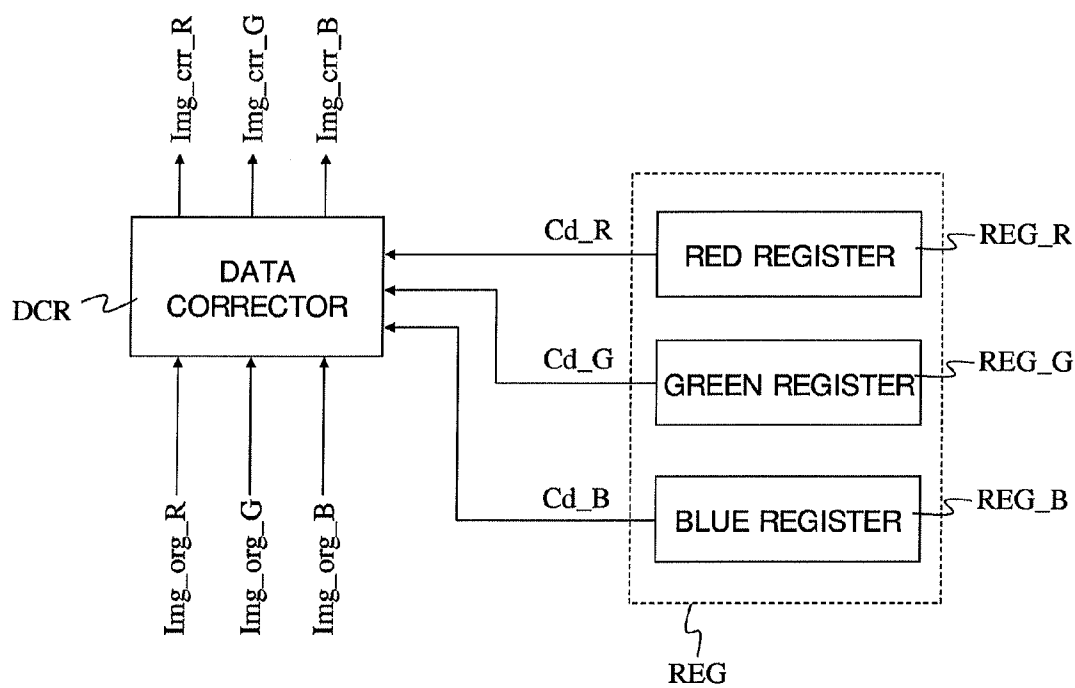 Img_crr_R
Img_crr_G
Img_crr_B
DATA
CORRECTOR
DCR
Cd_R
RED REGISTER
REG_R
Cd_G
GREEN REGISTER
REG_G
Cd_B
BLUE REGISTER
REG_B
Img_org_R
Img_org_G
Img_org_B
REG